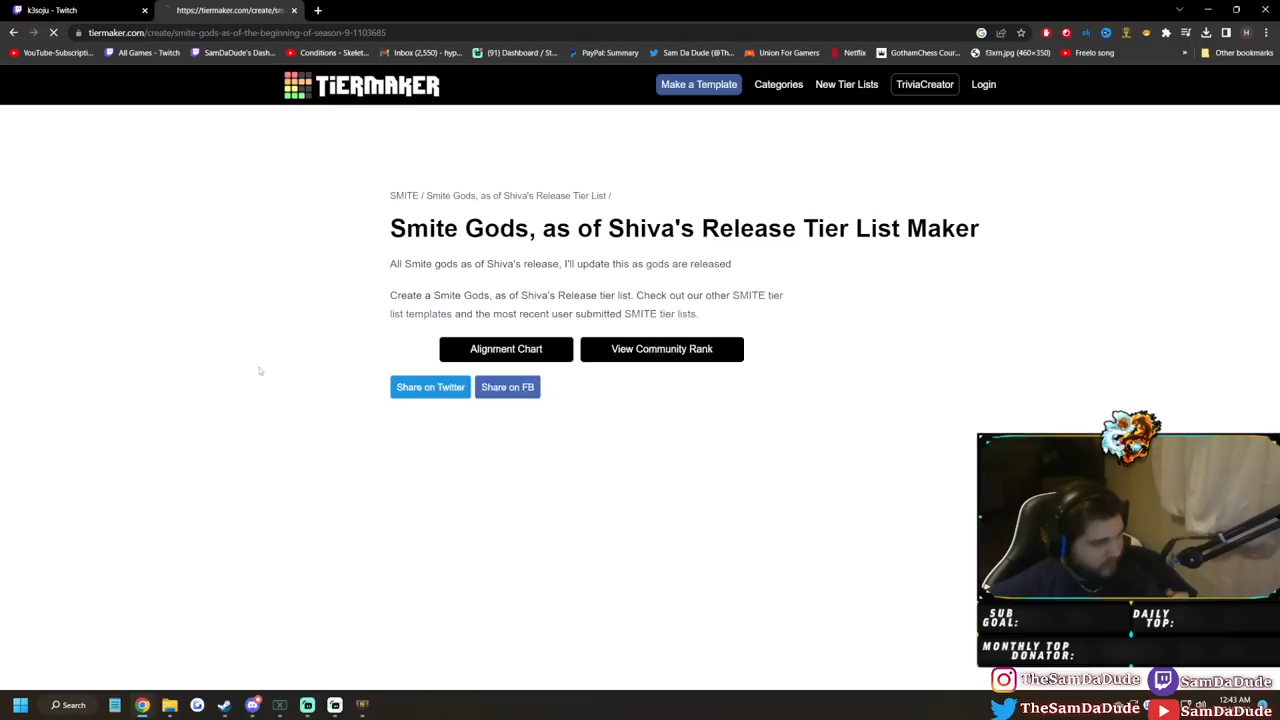 k3soju - Twitch
https://tiermaker.com/create/sm
tiermaker.com/create/smite-gods-as-of-the-beginning-of-season-9-1103685
YouTube-Subscripti...
All Games - Twitch
SamDaDude's Dash...
Conditions - Skelet...
Inbox (2,550) - hyp...
(91) Dashboard / St...
PayPal: Summary
Sam Da Dude (@Th...
Union For Gamers
Netflix
GothamChess Cour...
f3xm.jpg (460×350)
Freelo song
»
Other bookmarks
TiERMAKER
Make a Template
Categories
New Tier Lists
TriviaCreator
Login
SMITE / Smite Gods, as of Shiva's Release Tier List /
Smite Gods, as of Shiva's Release Tier List Maker
All Smite gods as of Shiva's release, I'll update this as gods are released
Create a Smite Gods, as of Shiva's Release tier list. Check out our other SMITE tier
list templates and the most recent user submitted SMITE tier lists.
Alignment Chart
View Community Rank
Share on Twitter
Share on FB
SUB
GOAL:
DAILY
TOP:
MONTHLY TOP
DONATOR:
TheSamDaDude
SamDaDude
TheSamDaDude
SamDaDude
Search
12:43 AM